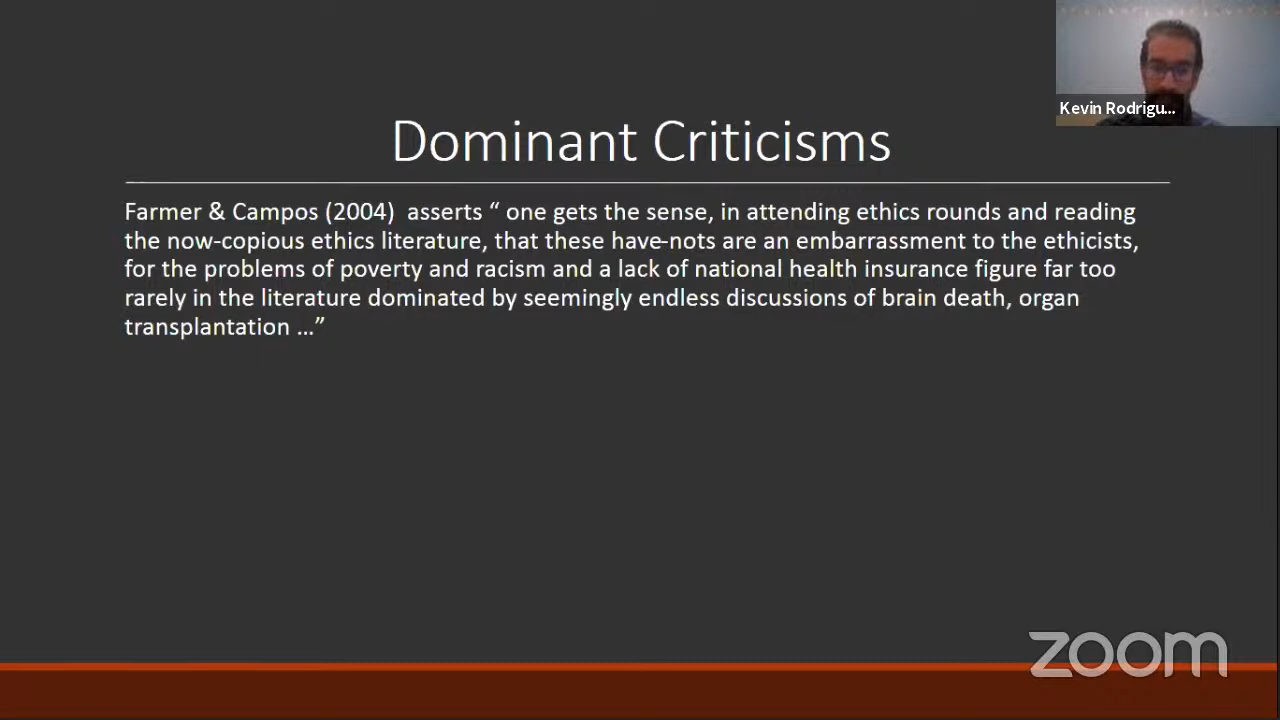 Kevin Rodrigu...
Dominant Criticisms
Farmer & Campos (2004)  asserts “ one gets the sense, in attending ethics rounds and reading
the now-copious ethics literature, that these have-nots are an embarrassment to the ethicists,
for the problems of poverty and racism and a lack of national health insurance figure far too
rarely in the literature dominated by seemingly endless discussions of brain death, organ
transplantation …”
zoom